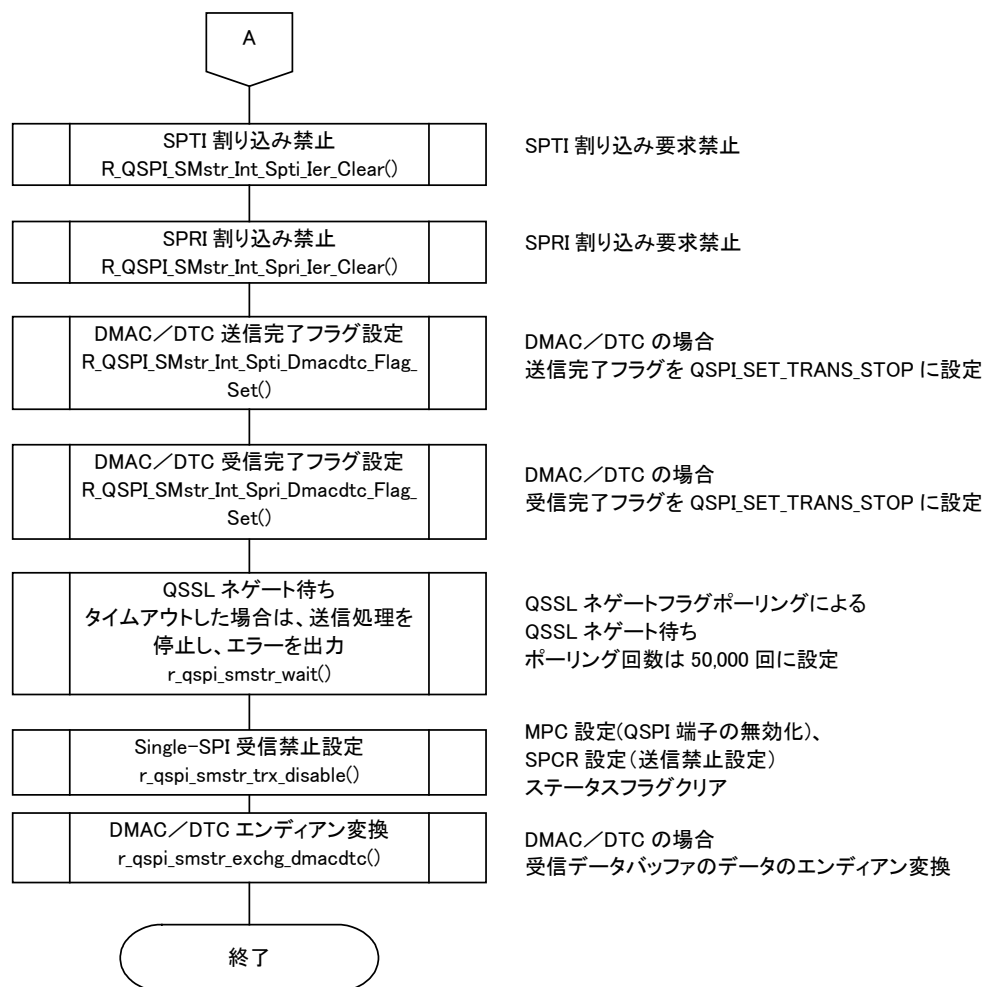 A
SPTI 割り込み禁止
R_QSPI_SMstr_Int_Spti_Ier_Clear()
SPTI 割り込み要求禁止
SPRI 割り込み禁止
R_QSPI_SMstr_Int_Spri_Ier_Clear()
SPRI 割り込み要求禁止
DMAC/DTC 送信完了フラグ設定
R_QSPI_SMstr_Int_Spti_Dmacdtc_Flag_
Set()
DMAC/DTC の場合
送信完了フラグを QSPI_SET_TRANS_STOP に設定
DMAC/DTC 受信完了フラグ設定
R_QSPI_SMstr_Int_Spri_Dmacdtc_Flag_
Set()
DMAC/DTC の場合
受信完了フラグを QSPI_SET_TRANS_STOP に設定
QSSL ネゲート待ち
タイムアウトした場合は、送信処理を
停止し、エラーを出力
r_qspi_smstr_wait()
QSSL ネゲートフラグポーリングによる
QSSL ネゲート待ち
ポーリング回数は 50,000 回に設定
Single-SPI 受信禁止設定
r_qspi_smstr_trx_disable()
MPC 設定(QSPI 端子の無効化)、
SPCR 設定(送信禁止設定)
ステータスフラグクリア
DMAC/DTC エンディアン変換
r_qspi_smstr_exchg_dmacdtc()
DMAC/DTC の場合
受信データバッファのデータのエンディアン変換
終了